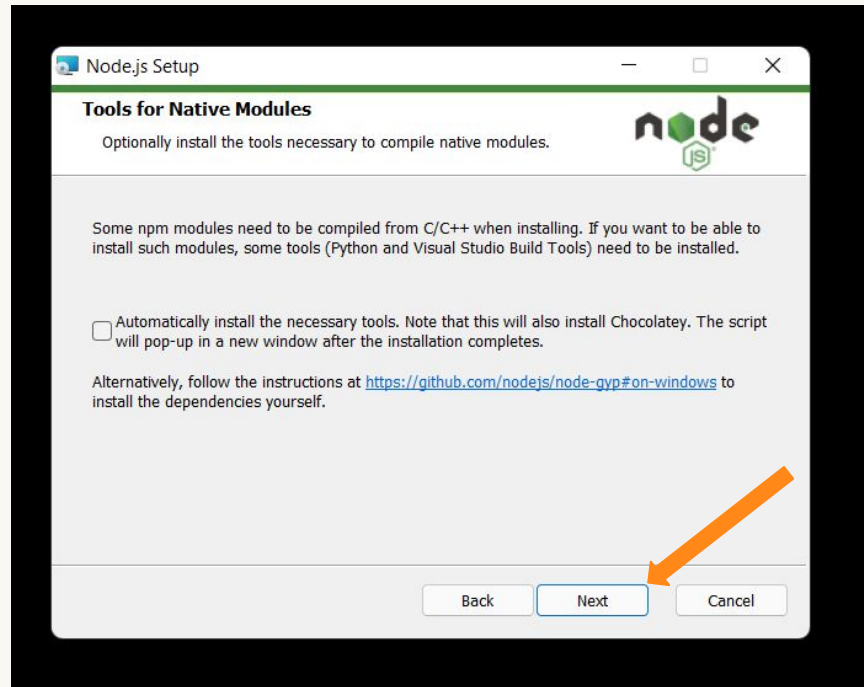 Node.js Setup
Tools for Native Modules
Optionally install the tools necessary to compile native modules.
node
JS
Some npm modules need to be compiled from C/C++ when installing. If you want to be able to
install such modules, some tools (Python and Visual Studio Build Tools) need to be installed.
Automatically install the necessary tools. Note that this will also install Chocolatey. The script
will pop-up in a new window after the installation completes.
Alternatively, follow the instructions at https://github.com/nodejs/node-gyp#on-windows to
install the dependencies yourself.
Back Next Cancel